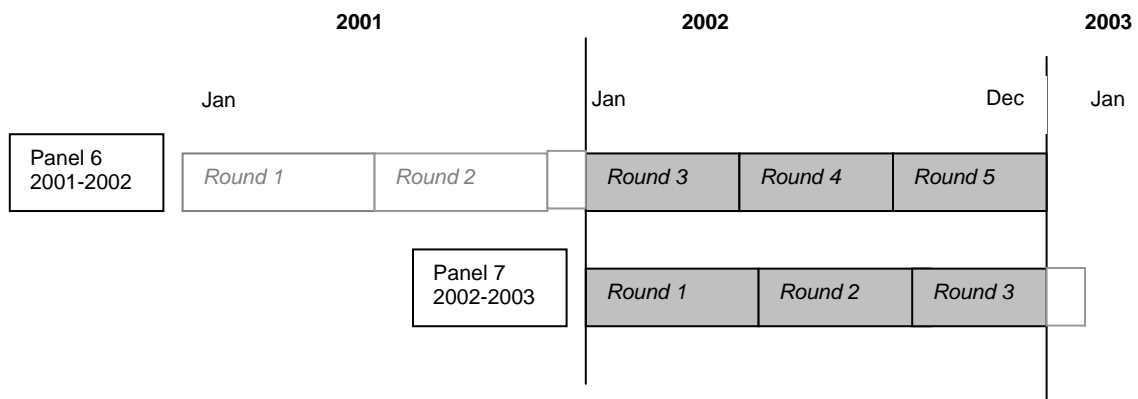 2001 2002 2003
Jan Jan Dec Jan
Panel 6
2001-2002
Round 1 Round 2 Round 3 Round 4 Round 5
Panel 7
2002-2003
Round 1 Round 2 Round 3